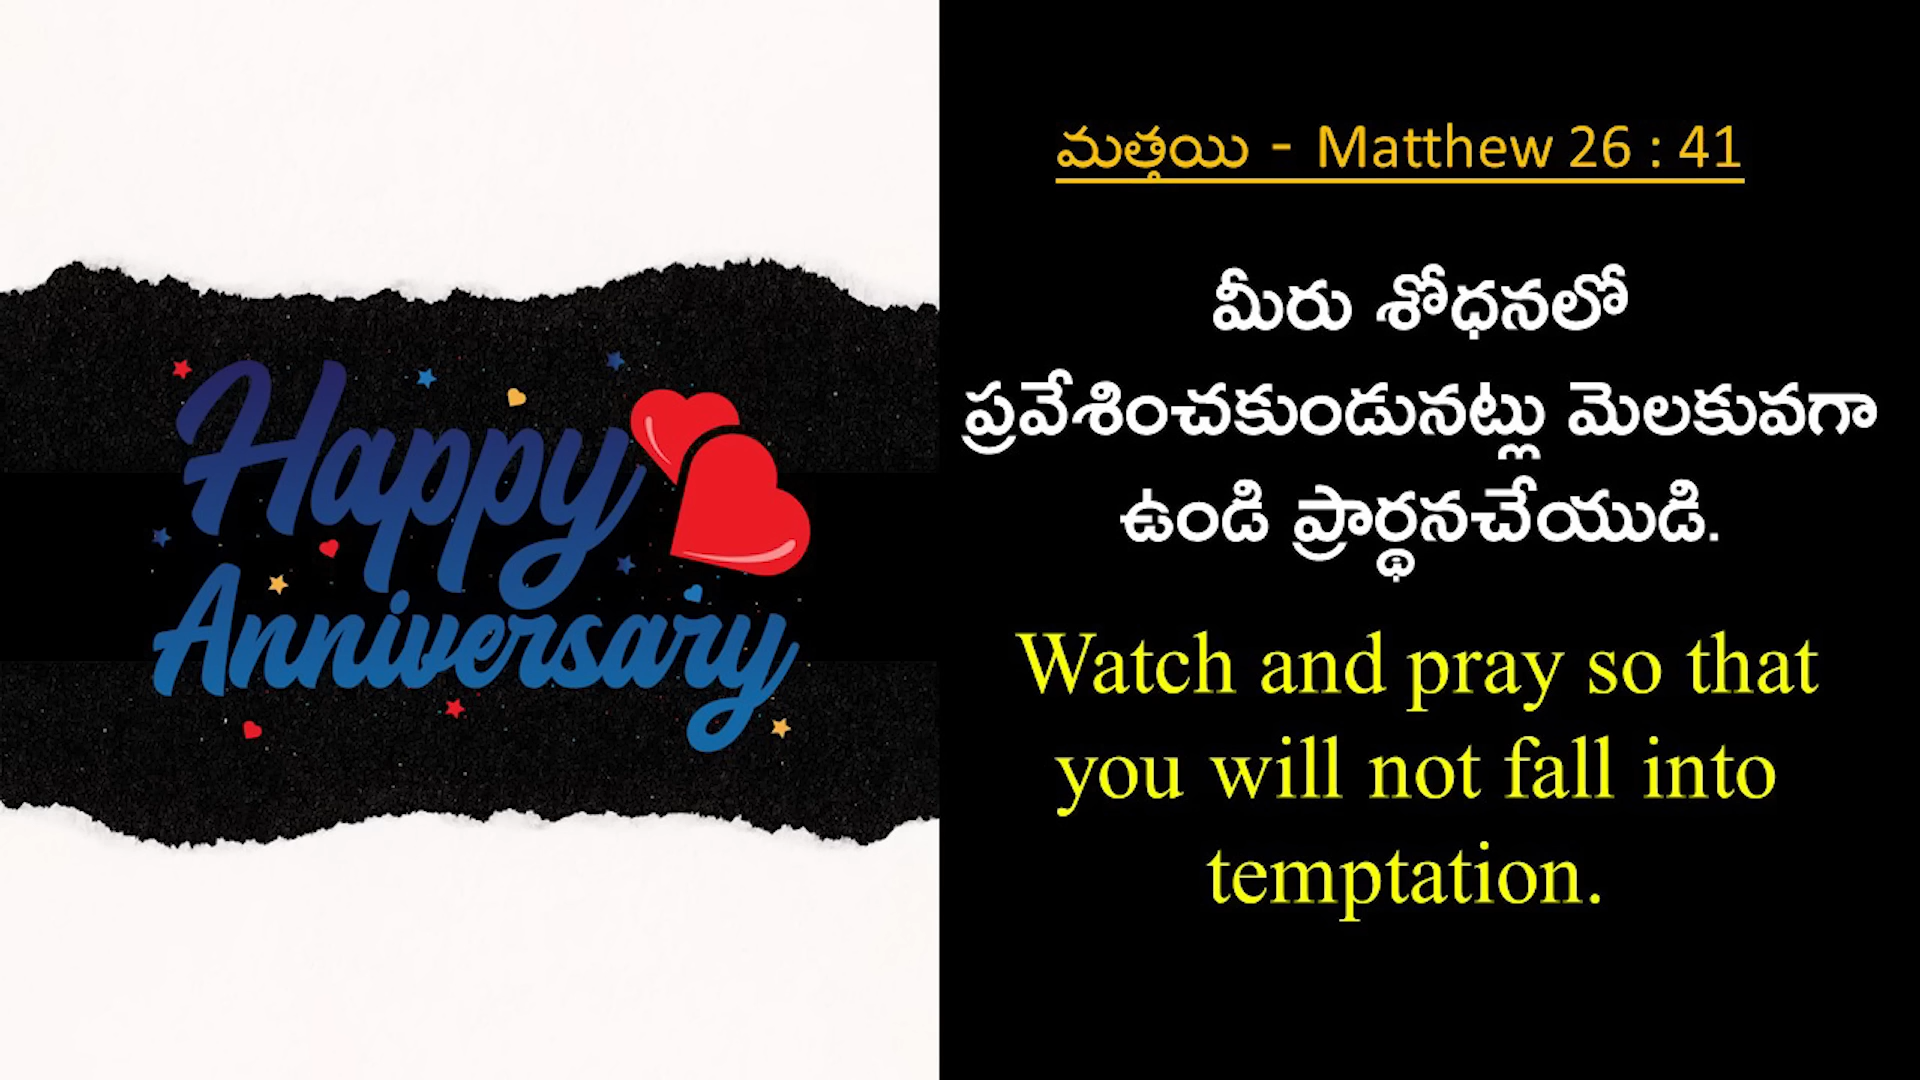 Happy
Anniversary
మత్తయి - Matthew 26 : 41
మీరు శోధనలో
ప్రవేశించకుండునట్లు మెలకువగా
ఉండి ప్రార్థనచేయుడి.
Watch and pray so that
you will not fall into
temptation.